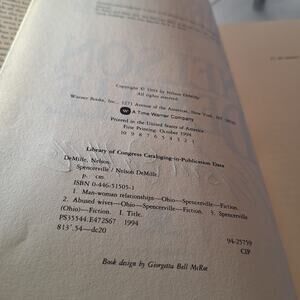 Copyright © 1994 by Nelson DeMille
All rights reserved.
Warner Books, Inc., 1271 Avenue of the Americas, New York, NY 10020
A Time Warner Company
Printed in the United States of America
First Printing: October 1994
10 9 8 7 6 5 4 3 2 1
Library of Congress Cataloging-in-Publication Data
DeMille, Nelson.
Spencerville / Nelson DeMille.
p. cm.
ISBN 0-446-51505-1
1. Man-woman relationships—Ohio—Spencerville—Fiction.
2. Abused wives—Ohio—Spencerville—Fiction. 3. Spencerville
(Ohio)—Fiction. I. Title.
PS3554.E472S67 1994
813'.54—dc20 94-25759
CIP
Book design by Giorgetta Bell McRee